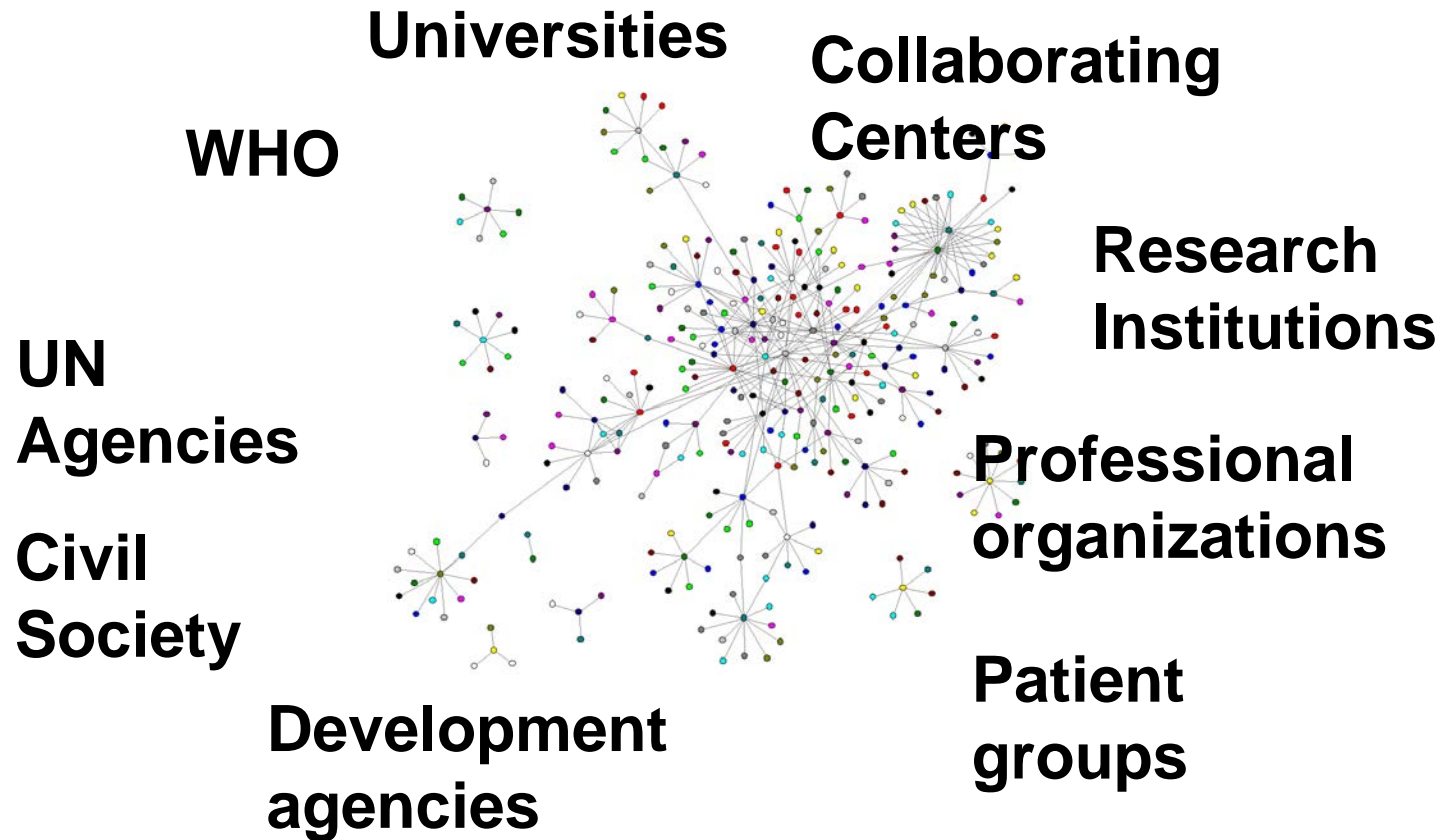 Universities
Collaborating
Centers
WHO
Research
Institutions
UN
Agencies
Professional
organizations
Civil
Society
Patient
groups
Development
agencies